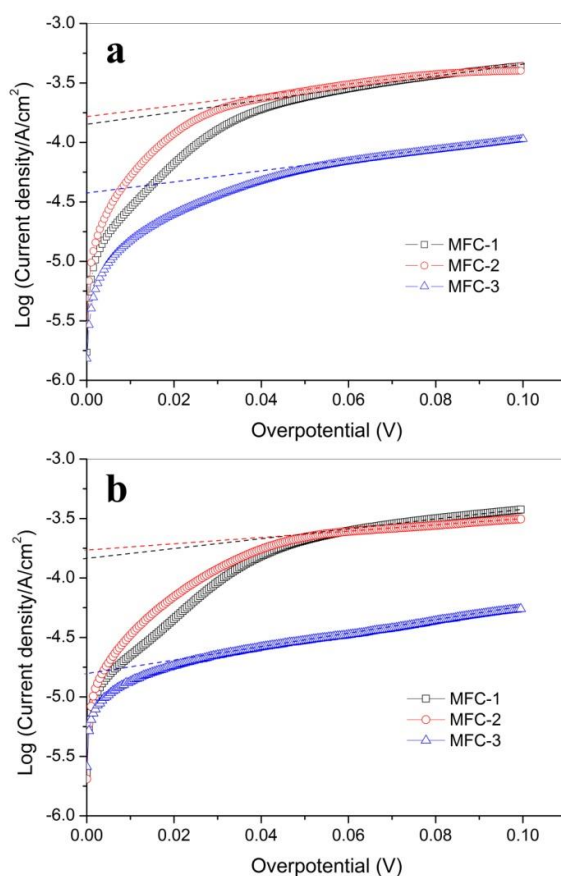 a
Log (Current density/A/cm²)
-3.0
-3.5
-4.0
-4.5
-5.0
-5.5
-6.0
MFC-1
MFC-2
MFC-3
0.00 0.02 0.04 0.06 0.08 0.10
Overpotential (V)
b
Log (Current density/A/cm²)
-3.0
-3.5
-4.0
-4.5
-5.0
-5.5
-6.0
MFC-1
MFC-2
MFC-3
0.00 0.02 0.04 0.06 0.08 0.10
Overpotential (V)